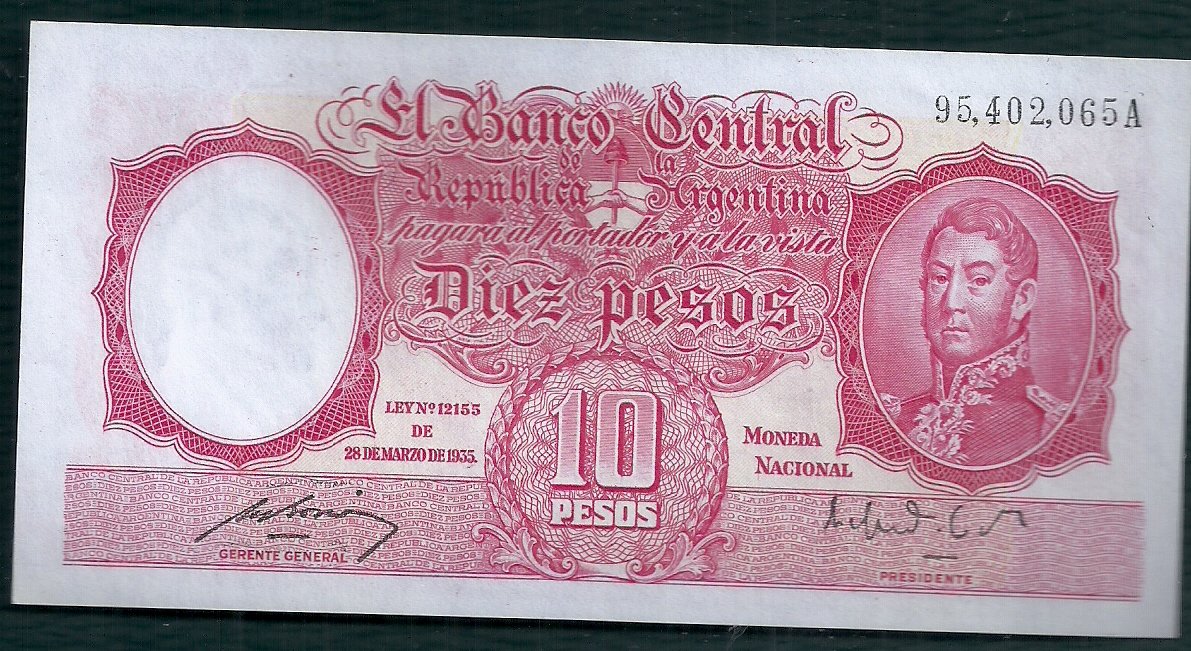 95,402,065A
El Banco Central
de la
República Argentina
pagará al portador y a la vista
Diez pesos
LEY Nº 12155
DE
28 DE MARZO DE 1935.
10
PESOS
MONEDA
NACIONAL
GERENTE GENERAL
PRESIDENTE